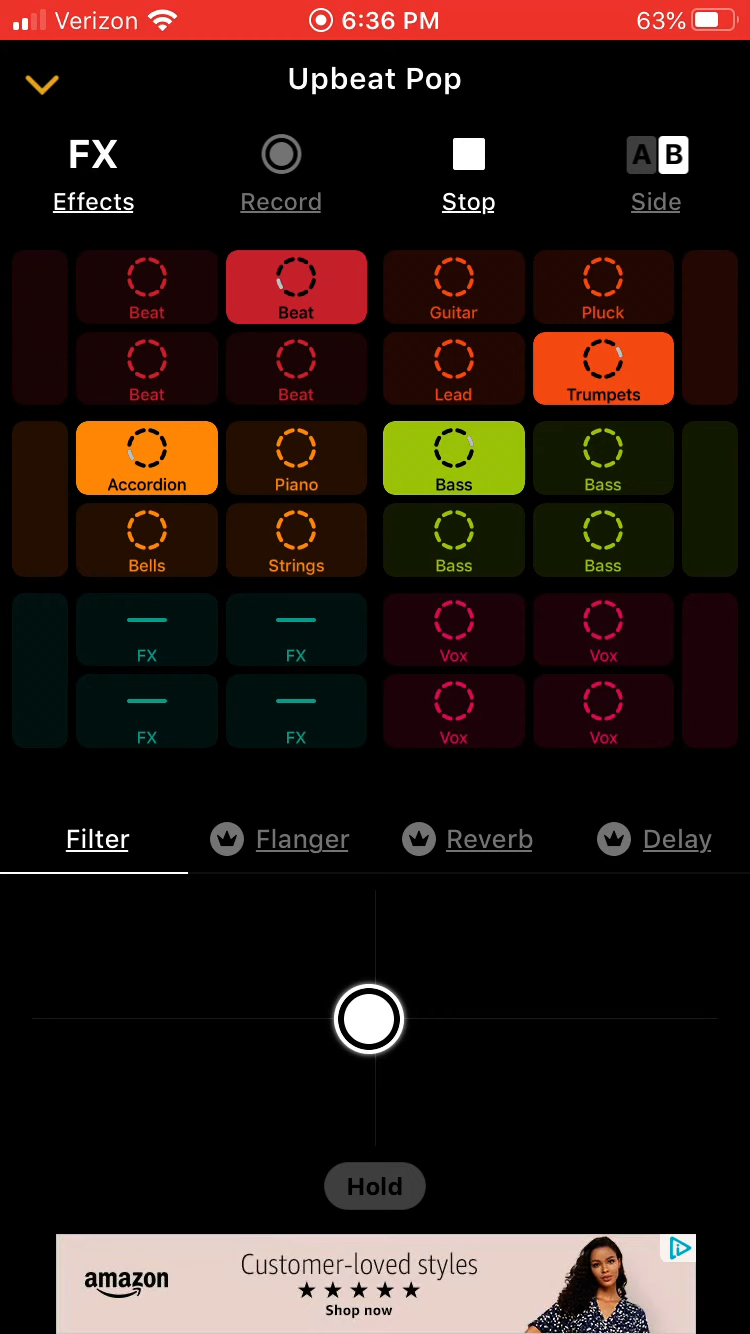 Verizon 6:36 PM 63%
Upbeat Pop
FX A B
Effects Record Stop Side
Beat Beat Guitar Pluck
Beat Beat Lead Trumpets
Accordion Piano Bass Bass
Bells Strings Bass Bass
FX FX Vox Vox
FX FX Vox Vox
Filter Flanger Reverb Delay
Hold
amazon
Customer-loved styles
Shop now